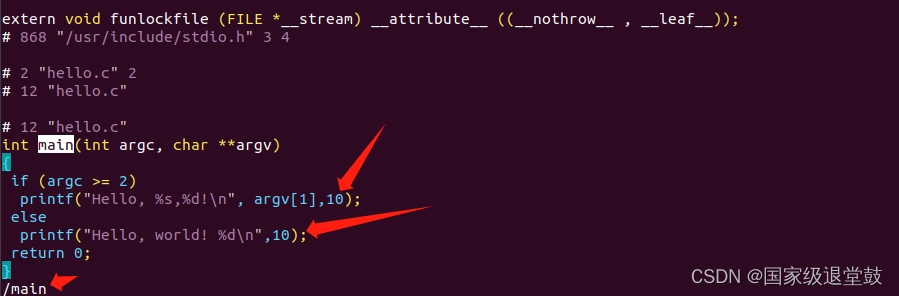 extern void funlockfile (FILE *__stream) __attribute__ ((__nothrow__ , __leaf__));
# 868 "/usr/include/stdio.h" 3 4
# 2 "hello.c" 2
# 12 "hello.c"
# 12 "hello.c"
int main(int argc, char **argv)
{
 if (argc >= 2)
  printf("Hello, %s,%d!\n", argv[1],10);
 else
  printf("Hello, world! %d\n",10);
 return 0;
}
/main
CSDN @国家级退堂鼓